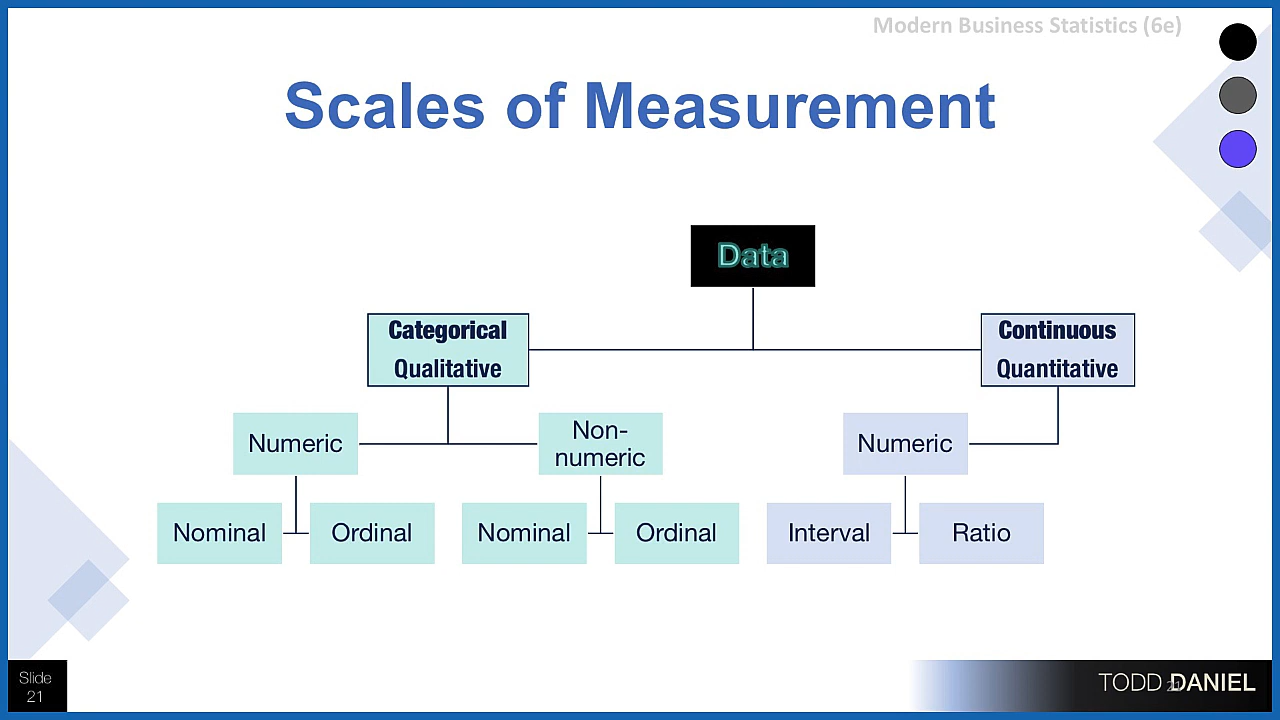 Modern Business Statistics (6e)
Scales of Measurement
Data
Categorical
Qualitative
Continuous
Quantitative
Numeric
Non-
numeric
Numeric
Nominal
Ordinal
Nominal
Ordinal
Interval
Ratio
Slide
21
TODD DANIEL
21